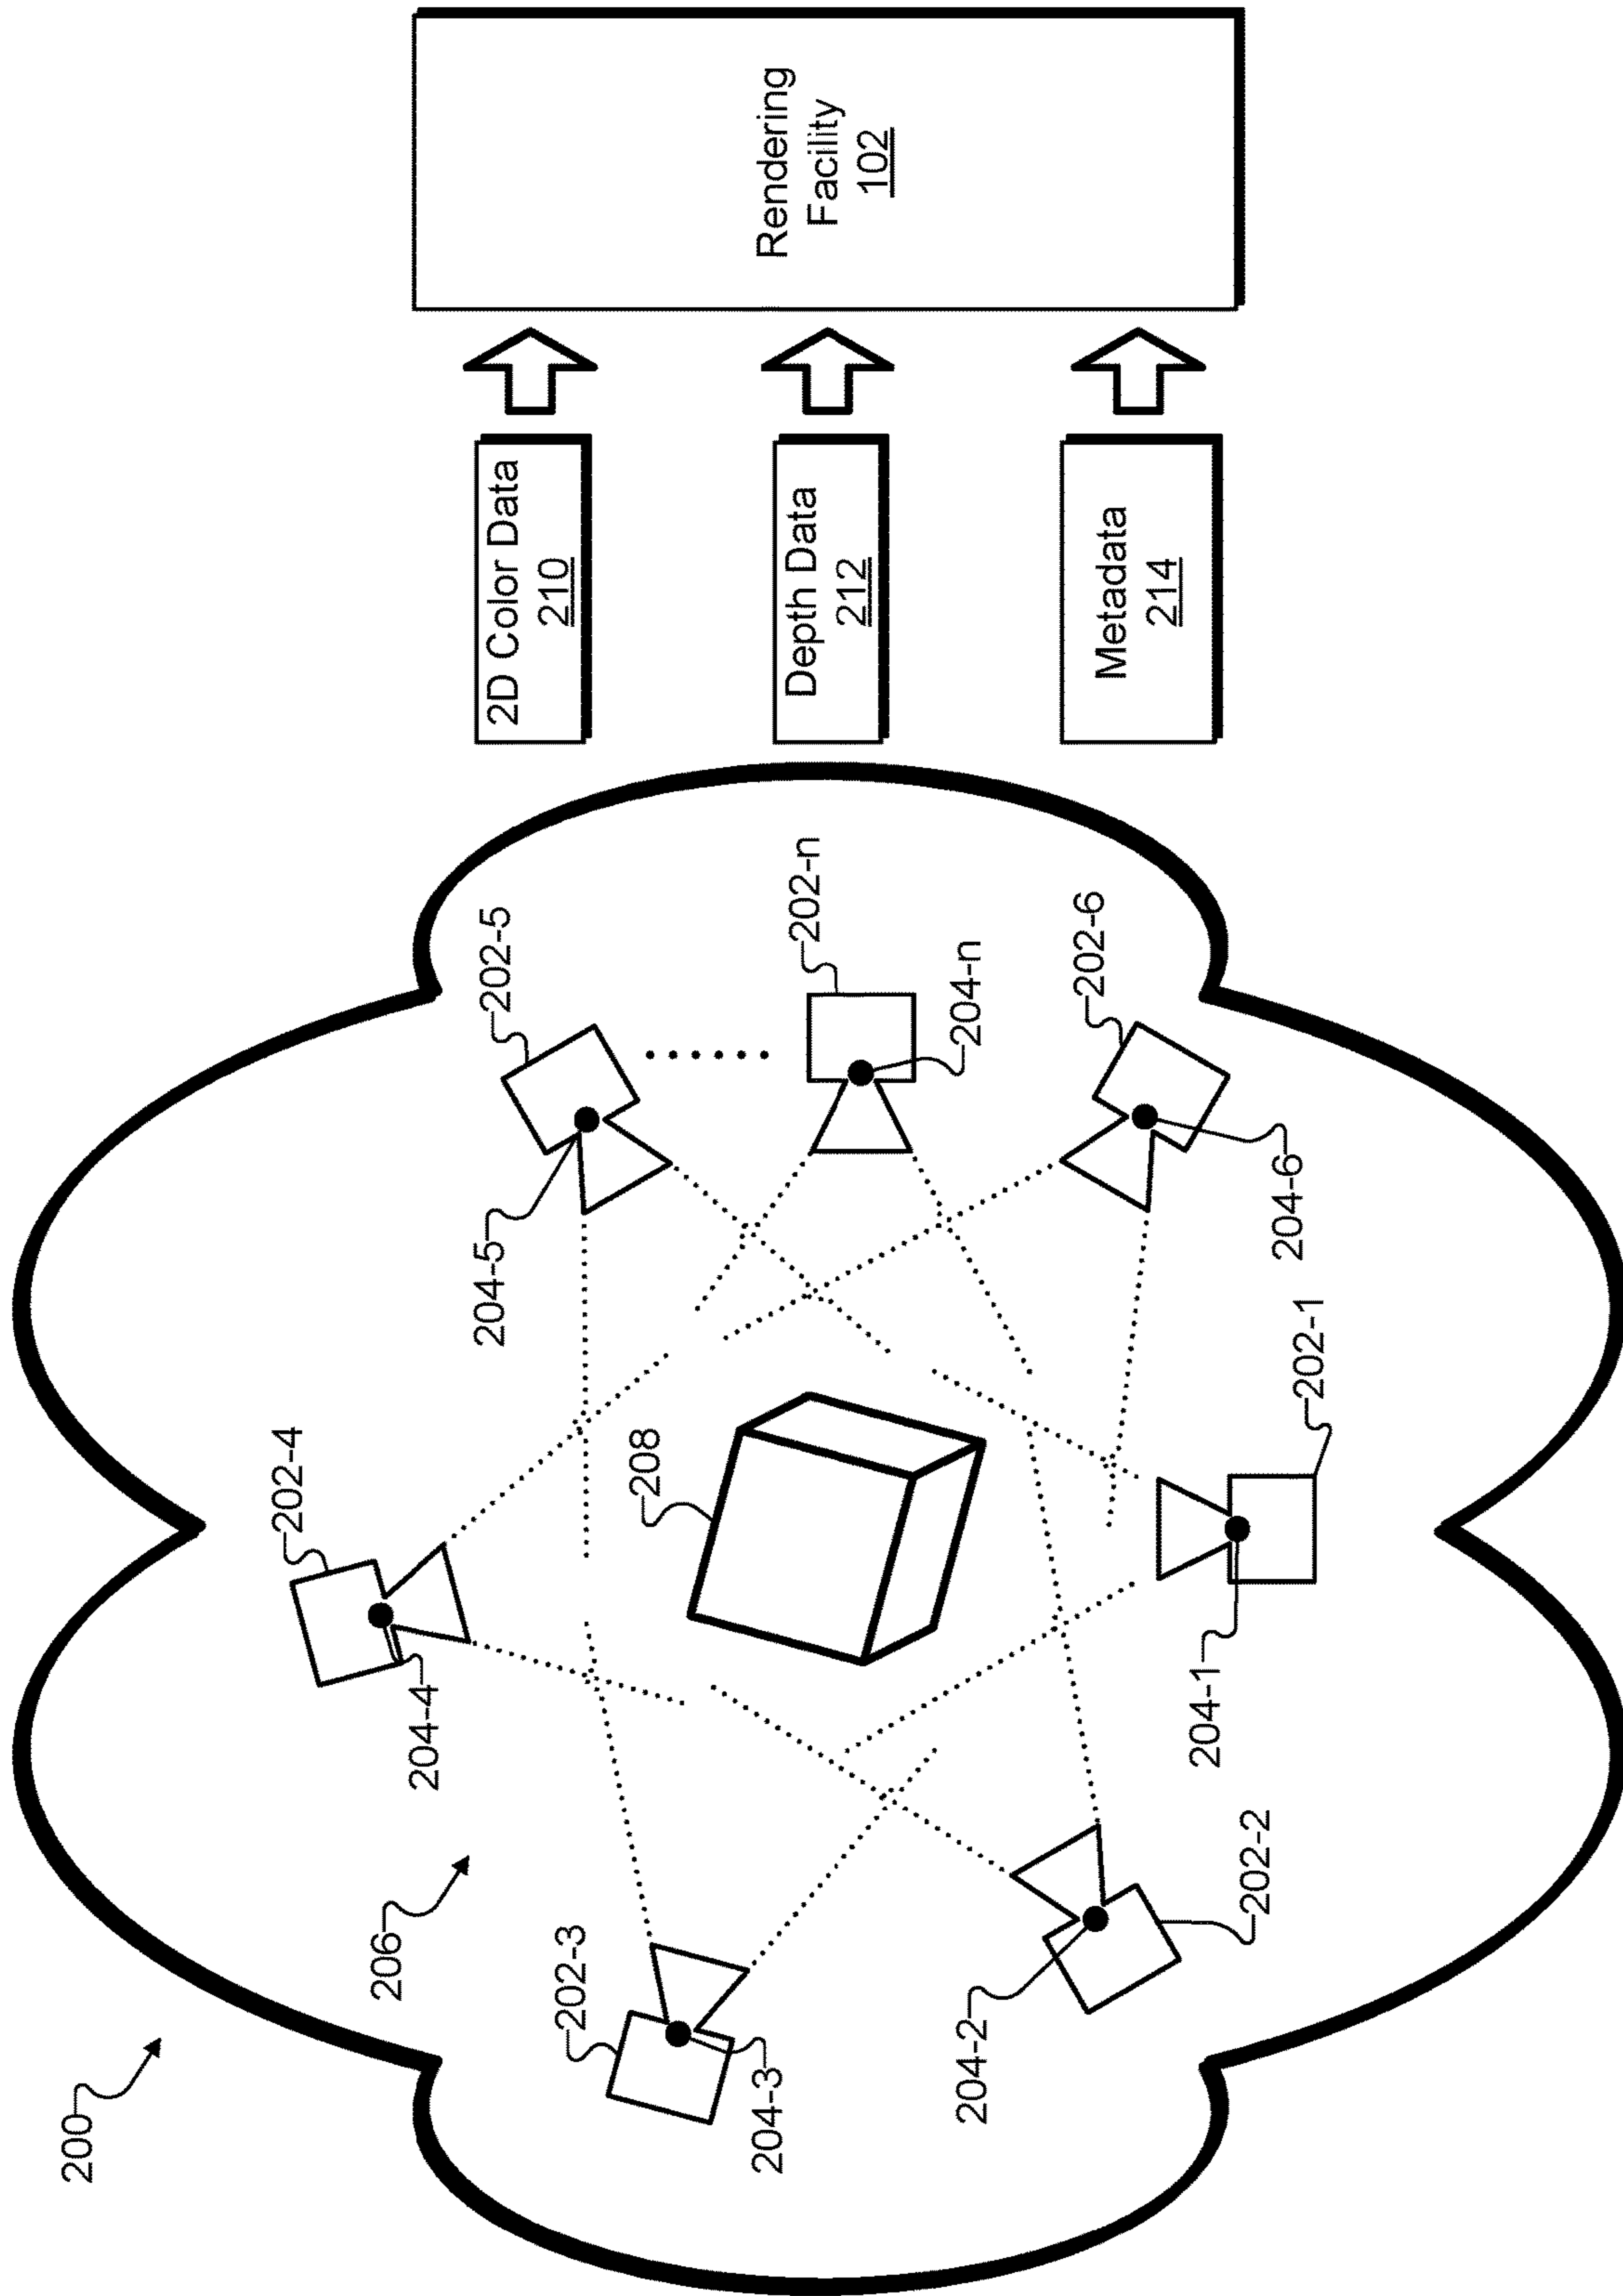 200
206
202-3
204-3
202-4
204-4
208
204-2
202-2
204-1
202-1
202-5
204-5
202-n
204-n
202-6
204-6
2D Color Data
210
Depth Data
212
Metadata
214
Rendering
Facility
102